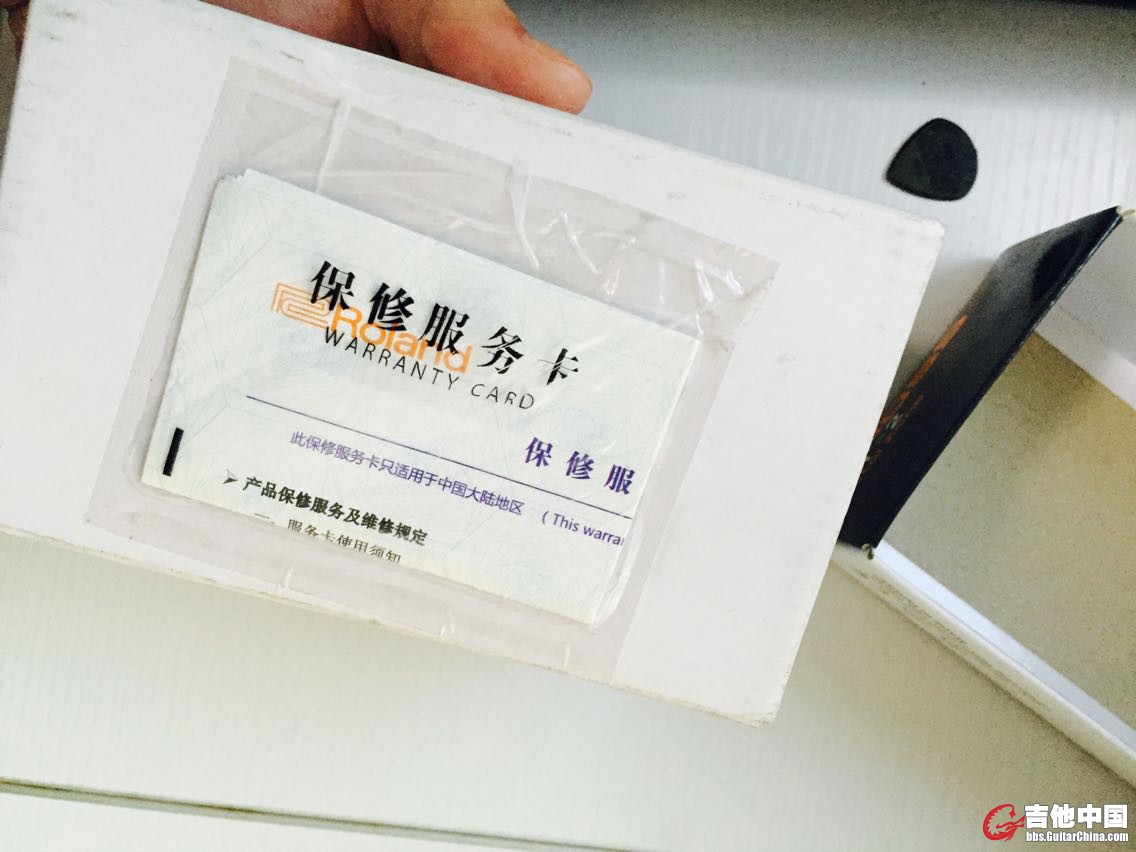 保修服务卡
Roland
WARRANTY CARD
保修服
此保修服务卡只适用于中国大陆地区 (This warra
产品保修服务及维修规定
一、服务卡使用须知
吉他中国
bbs.GuitarChina.com